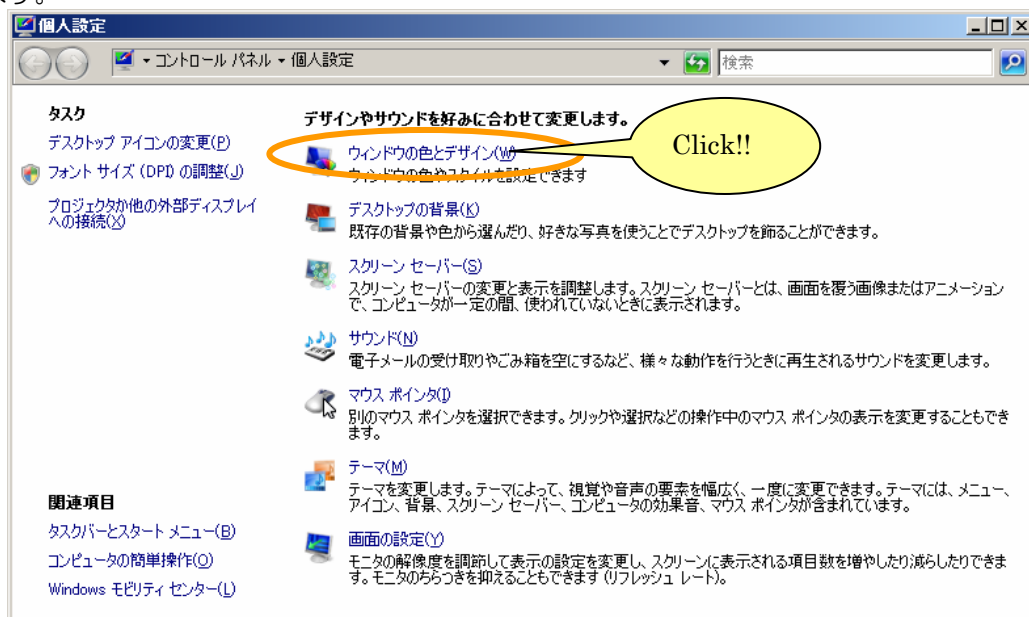 ます。
個人設定
コントロール パネル ▾ 個人設定
検索
タスク
デスクトップ アイコンの変更(P)
フォント サイズ (DPI) の調整(J)
プロジェクタか他の外部ディスプレイ
への接続(X)
関連項目
タスクバーとスタート メニュー(B)
コンピュータの簡単操作(O)
Windows モビリティ センター(L)
デザインやサウンドを好みに合わせて変更します。
ウィンドウの色とデザイン(W)
ウィンドウの色やスタイルを設定できます
Click!!
デスクトップの背景(K)
既存の背景や色から選んだり、好きな写真を使うことでデスクトップを飾ることができます。
スクリーン セーバー(S)
スクリーン セーバーの変更と表示を調整します。スクリーン セーバーとは、画面を覆う画像またはアニメーション
で、コンピュータが一定の間、使われていないときに表示されます。
サウンド(N)
電子メールの受け取りやごみ箱を空にするなど、様々な動作を行うときに再生されるサウンドを変更します。
マウス ポインタ(I)
別のマウス ポインタを選択できます。クリックや選択などの操作中のマウス ポインタの表示を変更することもでき
ます。
テーマ(M)
テーマを変更します。テーマによって、視覚や音声の要素を幅広く、一度に変更できます。テーマには、メニュー、
アイコン、背景、スクリーン セーバー、コンピュータの効果音、マウス ポインタが含まれています。
画面の設定(Y)
モニタの解像度を調節して表示の設定を変更し、スクリーンに表示される項目数を増やしたり減らしたりできま
す。モニタのちらつきを抑えることもできます (リフレッシュ レート)。